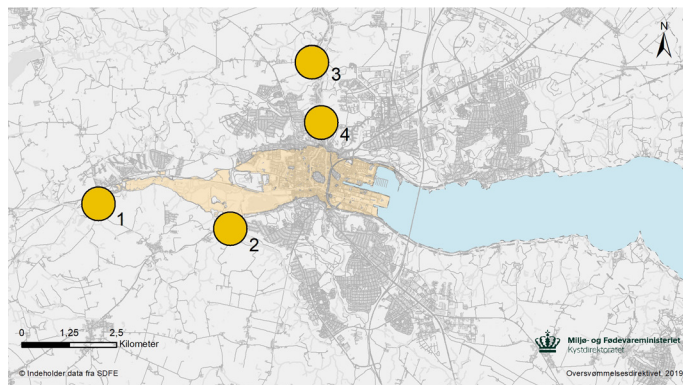 N
3
4
1
2
0 1,25 2,5
Kilometer
Miljø- og Fødevareministeriet
Kystdirektoratet
© Indeholder data fra SDFE
Oversvømmelsesdirektivet, 2019